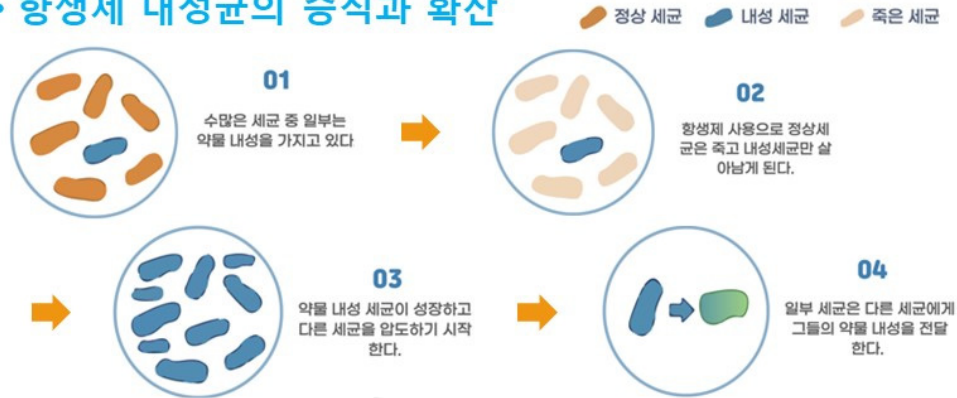 항생제 내성균의 증식과 확산
정상 세균
내성 세균
죽은 세균
01
수많은 세균 중 일부는
약물 내성을 가지고 있다
02
항생제 사용으로 정상세
균은 죽고 내성세균만 살
아남게 된다.
03
약물 내성 세균이 성장하고
다른 세균을 압도하기 시작
한다.
04
일부 세균은 다른 세균에게
그들의 약물 내성을 전달
한다.